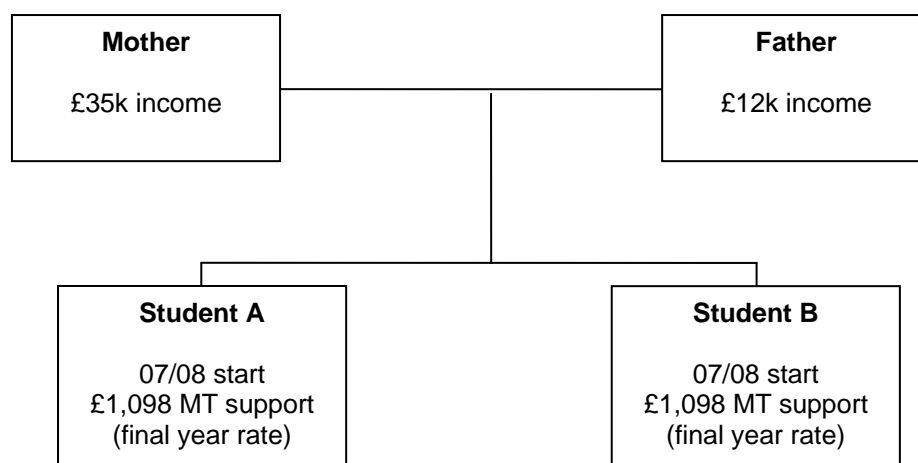 Mother
£35k income
Father
£12k income
Student A
07/08 start
£1,098 MT support
(final year rate)
Student B
07/08 start
£1,098 MT support
(final year rate)